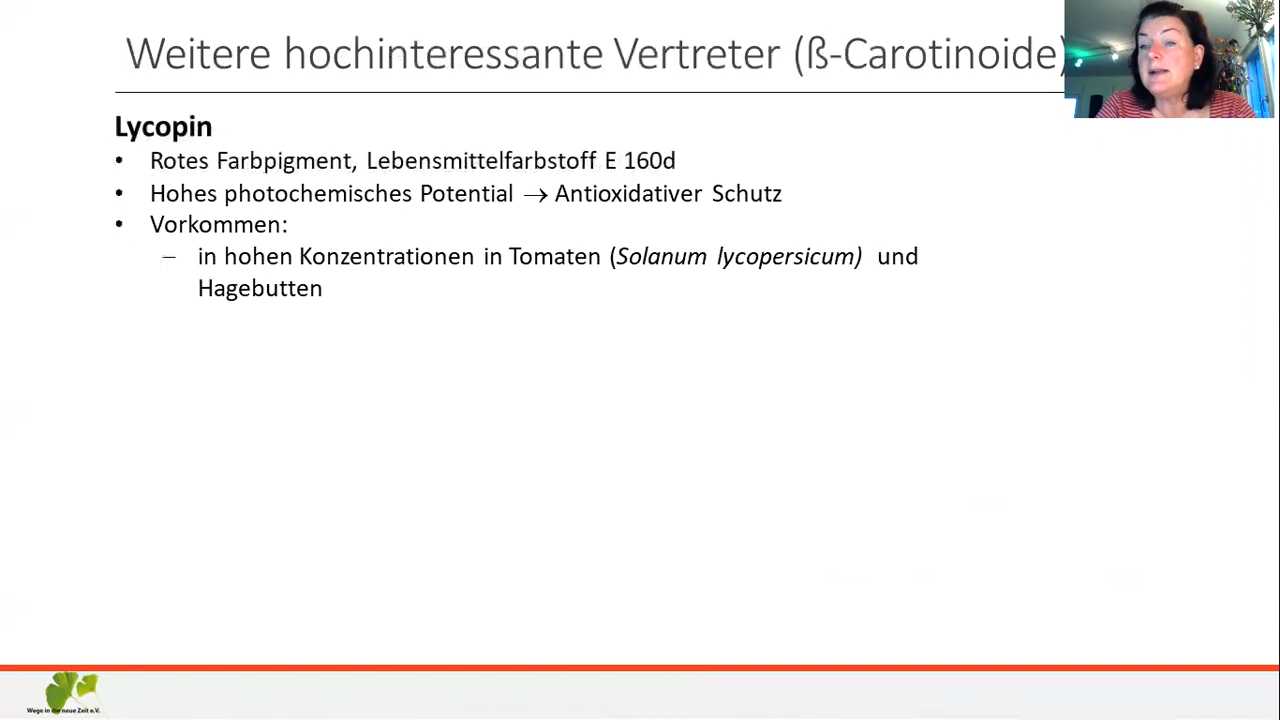 Weitere hochinteressante Vertreter (ß-Carotinoide)
Lycopin
• Rotes Farbpigment, Lebensmittelfarbstoff E 160d
• Hohes photochemisches Potential → Antioxidativer Schutz
• Vorkommen:
– in hohen Konzentrationen in Tomaten (Solanum lycopersicum) und
Hagebutten
Wege in die neue Zeit e.V.